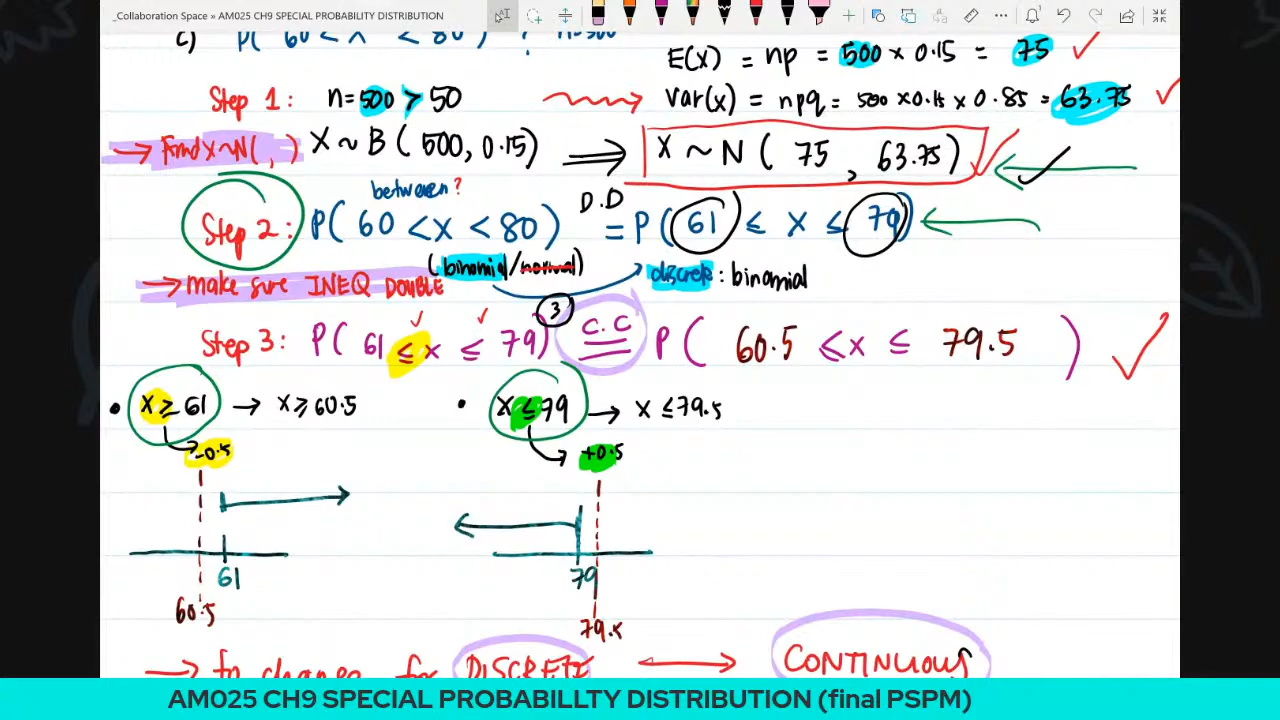 _Collaboration Space » AM025 CH9 SPECIAL PROBABILITY DISTRIBUTION
c) P( 60 < X < 80 ) ?
E(x) = np = 500 x 0.15 = 75 ✓
Step 1: n=500 > 50
Var(x) = npq = 500 x 0.15 x 0.85 = 63.75 ✓
→ Find X~N( , ) X ~ B ( 500, 0.15) ⇒ X ~ N ( 75 , 63.75 ) ✓
between?
Step 2: P( 60 < X < 80 ) D.D = P( 61 ≤ X ≤ 79 )
(binomial/normal) discrete : binomial
→ make sure INEQ DOUBLE
3
Step 3: P( 61 ≤ x ≤ 79 ) C.C P( 60.5 ≤ x ≤ 79.5 ) ✓
• X ≥ 61 → X ≥ 60.5 • X ≤ 79 → X ≤ 79.5
-0.5 +0.5
61 79
60.5 79.5
→ to change for DISCRETE ↔ CONTINUOUS
AM025 CH9 SPECIAL PROBABILLTY DISTRIBUTION (final PSPM)